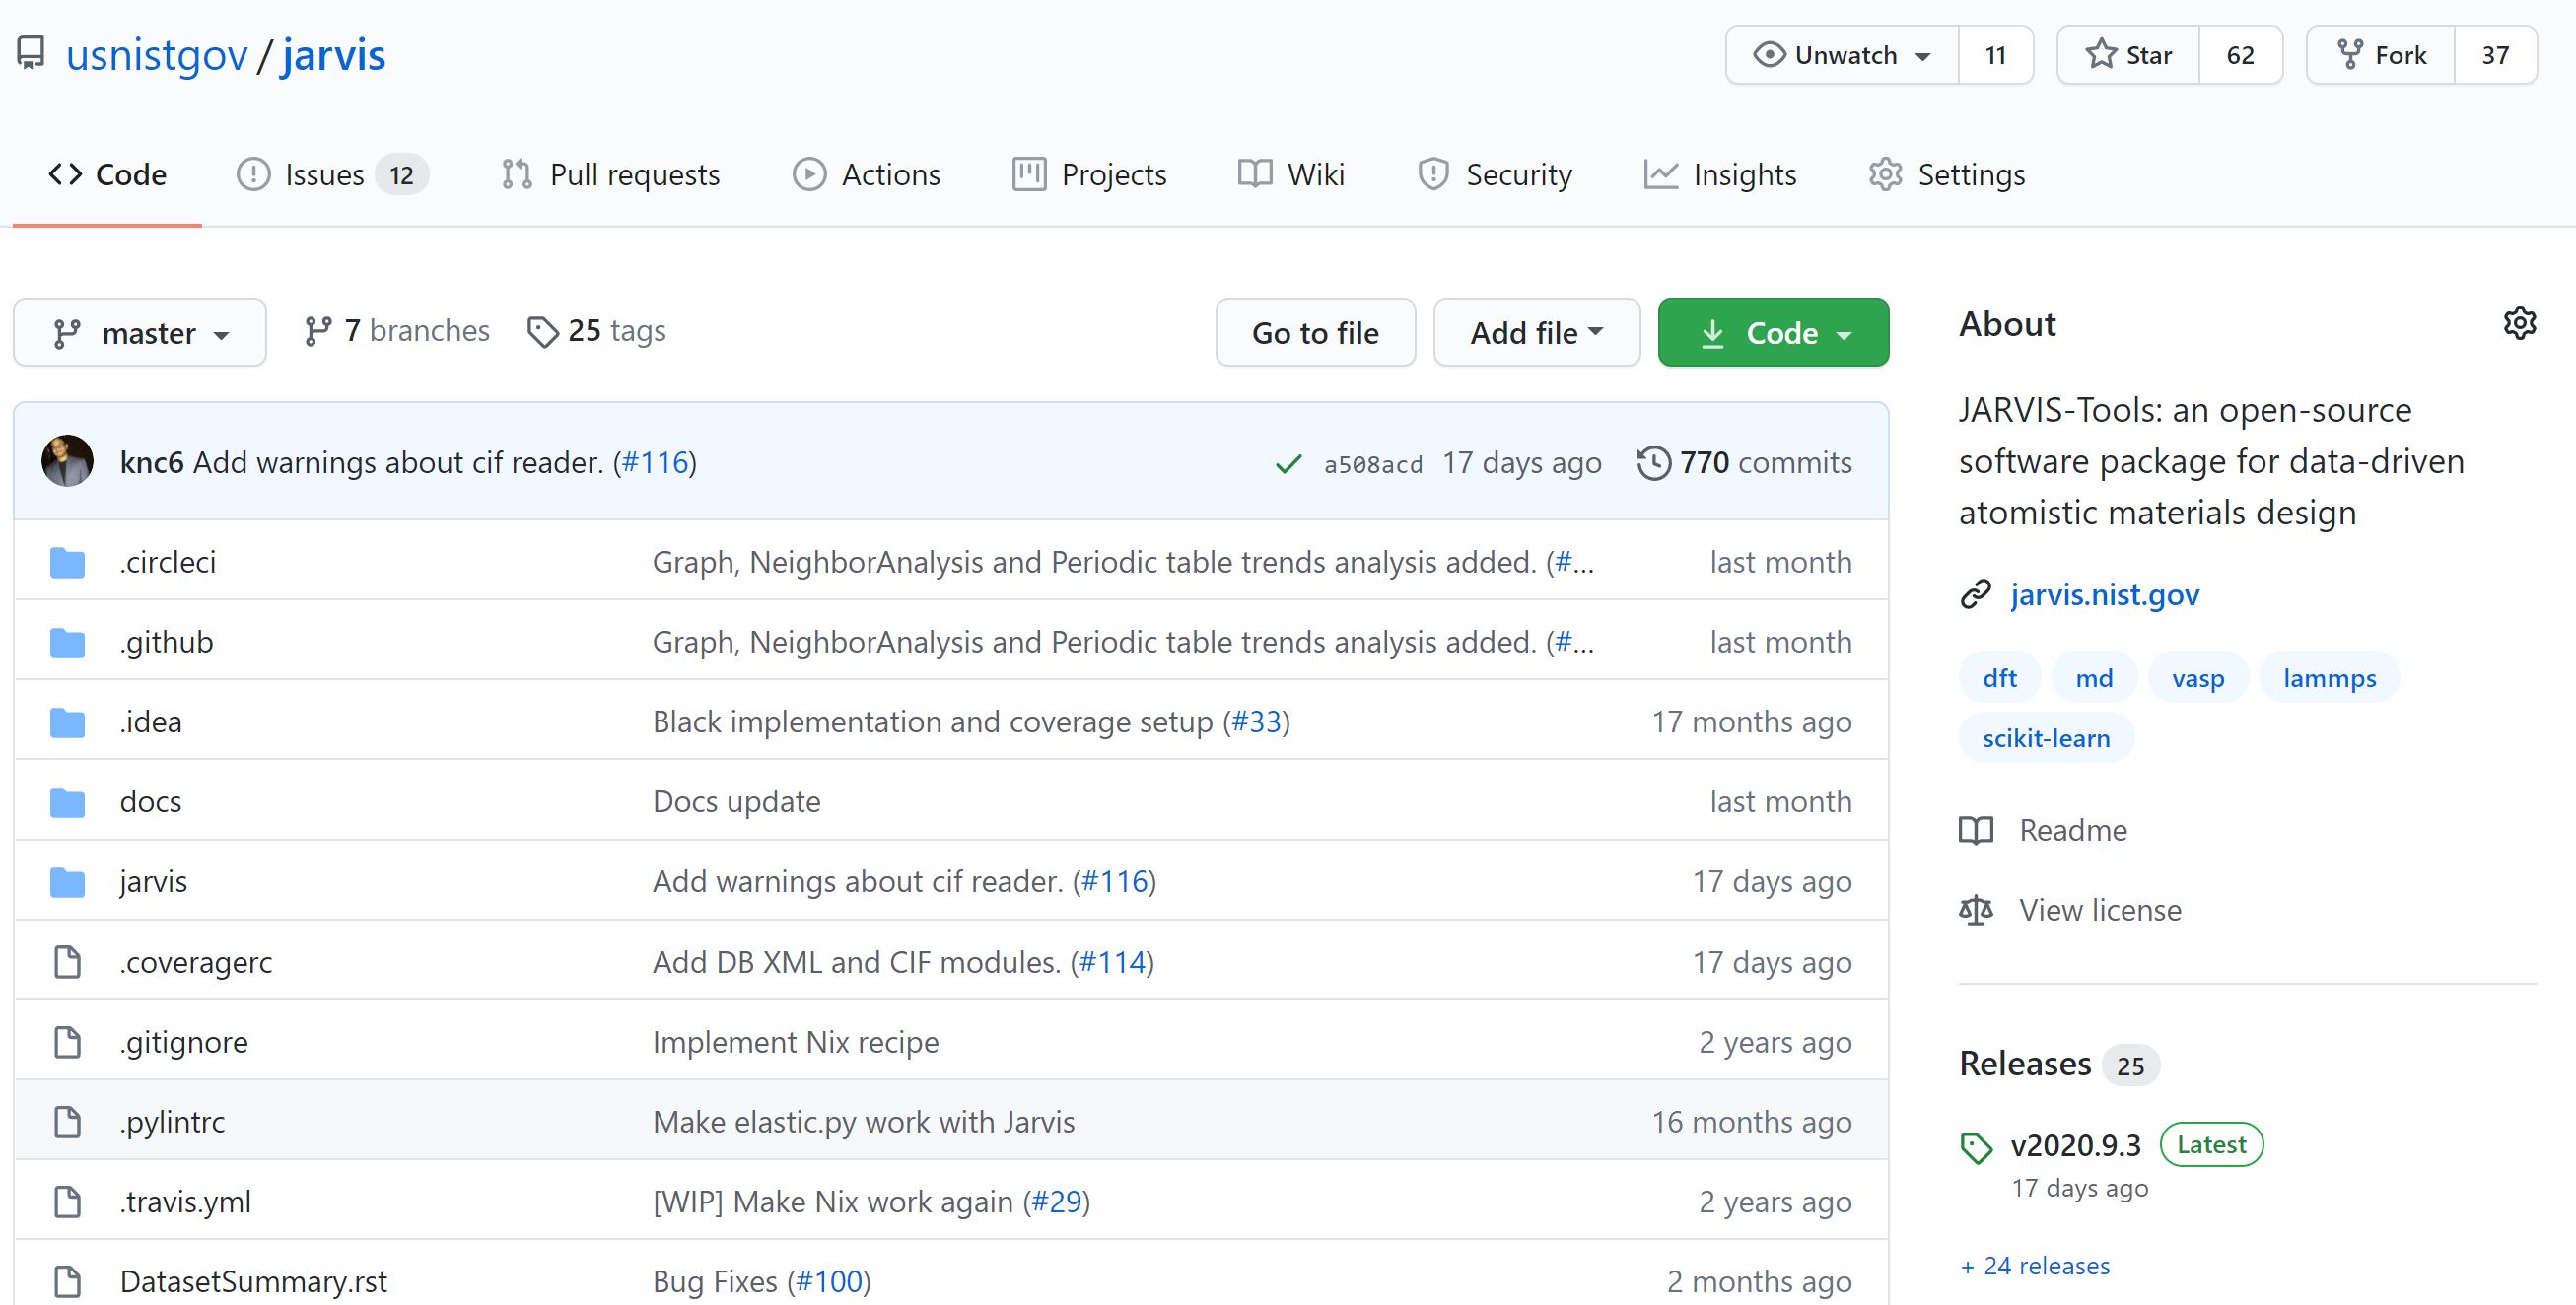 usnistgov / jarvis Unwatch 11 Star 62 Fork 37
Code Issues 12 Pull requests Actions Projects Wiki Security Insights Settings
master 7 branches 25 tags Go to file Add file Code
knc6 Add warnings about cif reader. (#116) a508acd 17 days ago 770 commits
.circleci Graph, NeighborAnalysis and Periodic table trends analysis added. (#... last month
.github Graph, NeighborAnalysis and Periodic table trends analysis added. (#... last month
.idea Black implementation and coverage setup (#33) 17 months ago
docs Docs update last month
jarvis Add warnings about cif reader. (#116) 17 days ago
.coveragerc Add DB XML and CIF modules. (#114) 17 days ago
.gitignore Implement Nix recipe 2 years ago
.pylintrc Make elastic.py work with Jarvis 16 months ago
.travis.yml [WIP] Make Nix work again (#29) 2 years ago
DatasetSummary.rst Bug Fixes (#100) 2 months ago
About
JARVIS-Tools: an open-source
software package for data-driven
atomistic materials design
jarvis.nist.gov
dft md vasp lammps
scikit-learn
Readme
View license
Releases 25
v2020.9.3 Latest
17 days ago
+ 24 releases